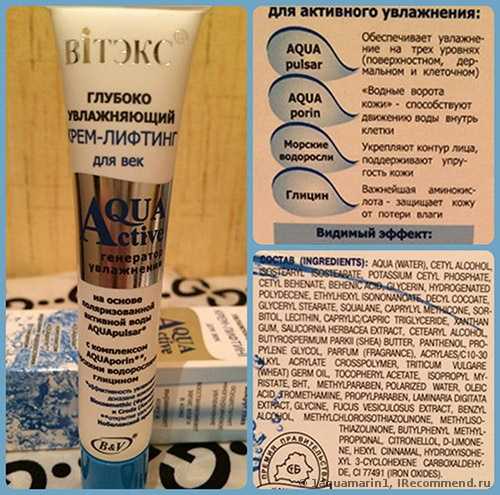 ВІТЭКС®
ГЛУБОКО
УВЛАЖНЯЮЩИЙ
КРЕМ-ЛИФТИНГ
для век
AQUA
Active
генератор
увлажнения
на основе
поляризованной
активной воды
AQUApulsar*
с комплексом
AQUAporin**,
глицином
B&V
для активного увлажнения:
AQUA
pulsar
Обеспечивает увлажне-
ние на трех уровнях
(поверхностном, дер-
мальном и клеточном)
AQUA
porin
«Водные ворота
кожи» - способствуют
движению воды внутрь
клетки
Морские
водоросли
Укрепляют контур лица,
поддерживают упру-
гость кожи
Глицин
Важнейшая аминокис-
лота - защищает кожу
от потери влаги
Видимый эффект:
СОСТАВ (INGREDIENTS): AQUA (WATER), CETYL ALCOHOL,
ISOSTEARYL ISOSTEARATE, POTASSIUM CETYL PHOSPHATE,
CETYL BEHENATE, BEHENIC ACID, GLYCERIN, HYDROGENATED
POLYDECENE, ETHYLHEXYL ISONONANOATE, DECYL COCOATE,
GLYCERYL STEARATE, SQUALANE, CAPRYLYL METHICONE, SOR-
BITOL, LECITHIN, CAPRYLIC/CAPRIC TRIGLYCERIDE, XANTHAN
GUM, SALICORNIA HERBACEA EXTRACT, CETEARYL ALCOHOL,
BUTYROSPERMUM PARKII (SHEA) BUTTER, PANTHENOL, PRO-
PYLENE GLYCOL, PARFUM (FRAGRANCE), ACRYLATES/C10-30
ALKYL ACRYLATE CROSSPOLYMER, TRITICUM VULGARE
(WHEAT) GERM OIL, TOCOPHERYL ACETATE, ISOPROPYL MY-
RISTATE, BHT, METHYLPARABEN, POLARIZED WATER, OLEIC
ACID, TROMETHAMINE, PROPYLPARABEN, LAMINARIA DIGITATA
EXTRACT, GLYCINE, FUCUS VESICULOSUS EXTRACT, BENZYL
ALCOHOL, METHYLCHLOROISOTHIAZOLINONE, METHYLISO-
THIAZOLINONE, BUTYLPHENYL METHYL-
PROPIONAL, CITRONELLOL, D-LIMONE-
NE, HEXYL CINNAMAL, HYDROXYISOHE-
XYL 3-CYCLOHEXENE CARBOXALDEHY-
DE, CI 77491 (IRON OXIDES).
ПРЕМИЯ ПРАВИТЕЛЬСТВА
aquamarin1, IRecommend.ru